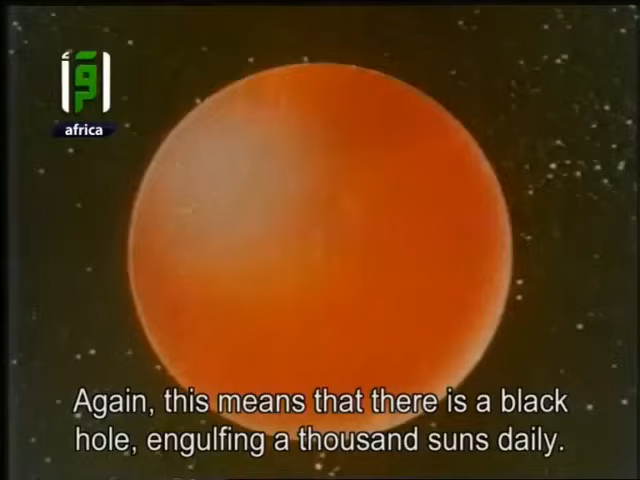 اقرأ
africa
Again, this means that there is a black
hole, engulfing a thousand suns daily.